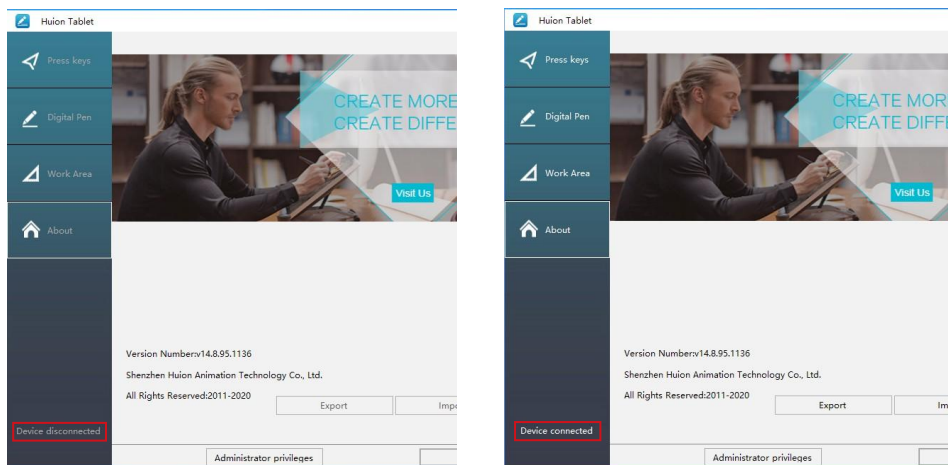 Huion Tablet
Press keys
Digital Pen
Work Area
About
CREATE MORE
CREATE DIFFE
Visit Us
Version Number:v14.8.95.1136
Shenzhen Huion Animation Technology Co., Ltd.
All Rights Reserved:2011-2020
Export
Impo
Device disconnected
Administrator privileges
Huion Tablet
Press keys
Digital Pen
Work Area
About
CREATE MOR
CREATE DIFFE
Visit Us
Version Number:v14.8.95.1136
Shenzhen Huion Animation Technology Co., Ltd.
All Rights Reserved:2011-2020
Export
Im
Device connected
Administrator privileges